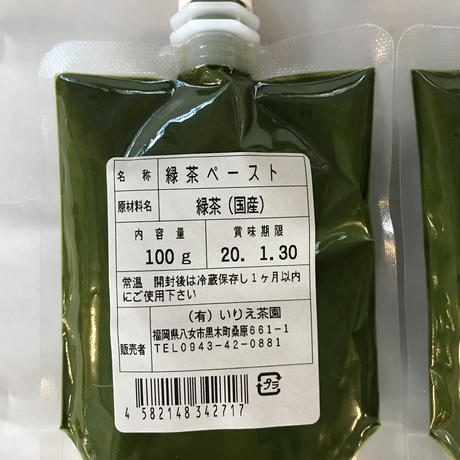 名 称 緑茶ペースト
原材料名 緑茶(国産)
内 容 量 賞 味 期 限
100g 20. 1.30
常温 開封後は冷蔵保存し1ヶ月以内
にご使用下さい
(有)いりえ茶園
福岡県八女市黒木町桑原661-1
販売者 TEL0943-42-0881
4 582148 342717
プラ